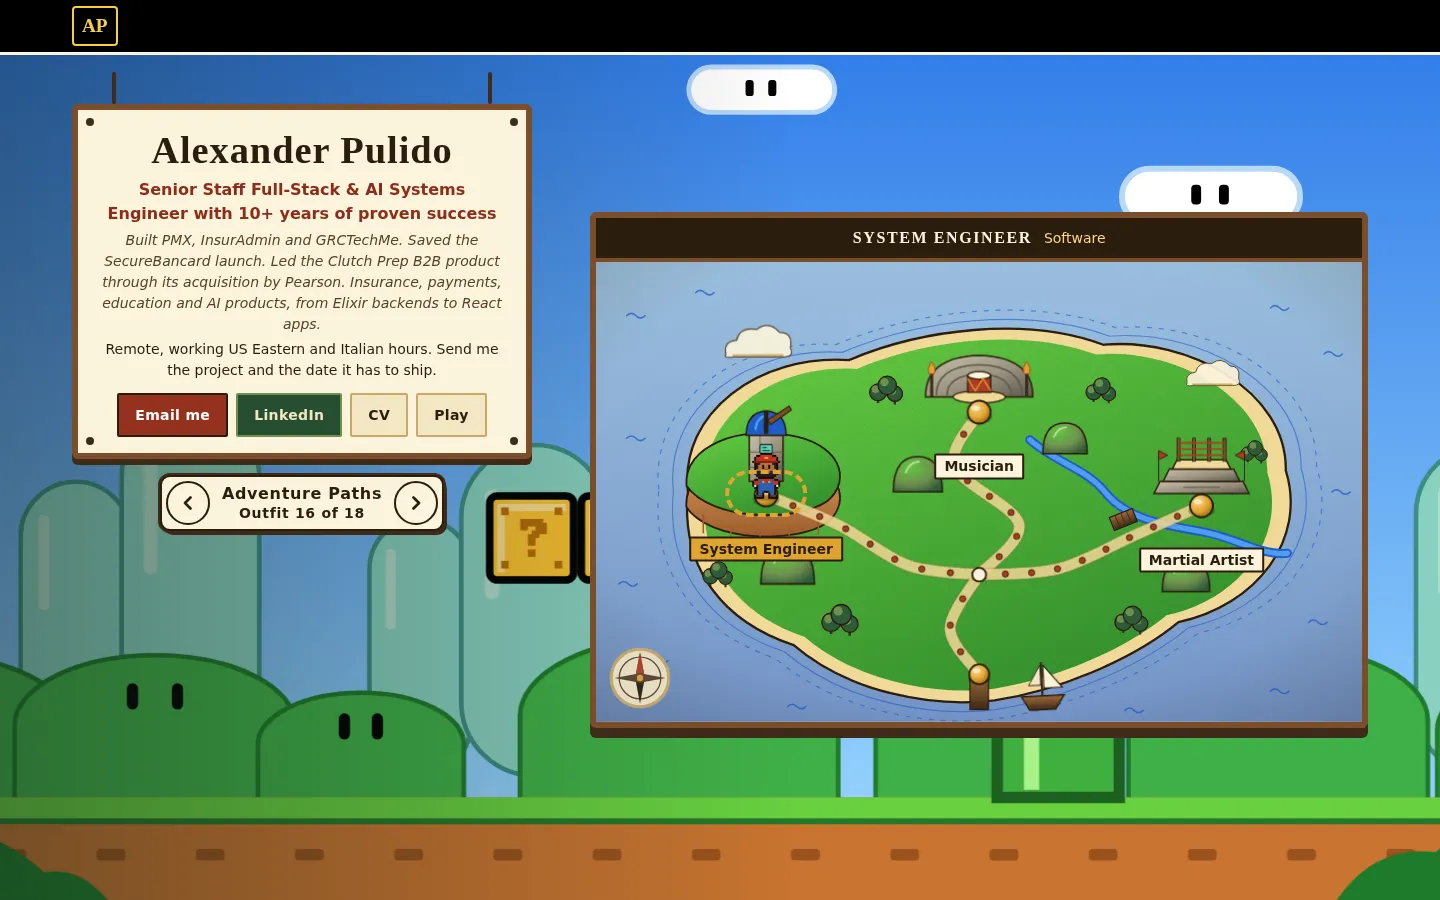 AP
Alexander Pulido
Senior Staff Full-Stack & AI Systems
Engineer with 10+ years of proven success
Built PMX, InsurAdmin and GRCTechMe. Saved the
SecureBancard launch. Led the Clutch Prep B2B product
through its acquisition by Pearson. Insurance, payments,
education and AI products, from Elixir backends to React
apps.
Remote, working US Eastern and Italian hours. Send me
the project and the date it has to ship.
Email me
LinkedIn
CV
Play
Adventure Paths
Outfit 16 of 18
?
SYSTEM ENGINEER Software
Musician
System Engineer
Martial Artist